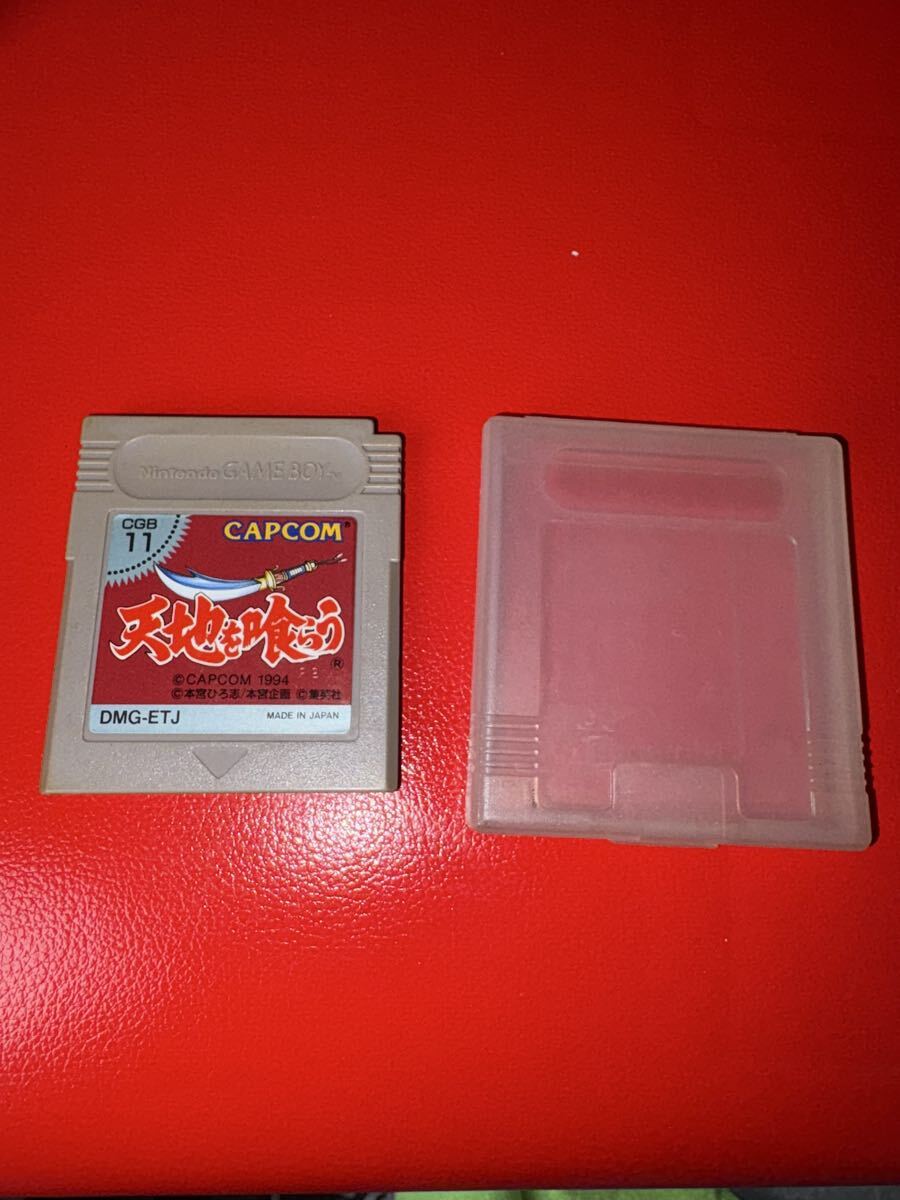 Nintendo GAME BOY™
CGB
11
CAPCOM®
天地を喰らう®
©CAPCOM 1994
©本宮ひろ志/本宮企画 ©集英社
DMG-ETJ
MADE IN JAPAN